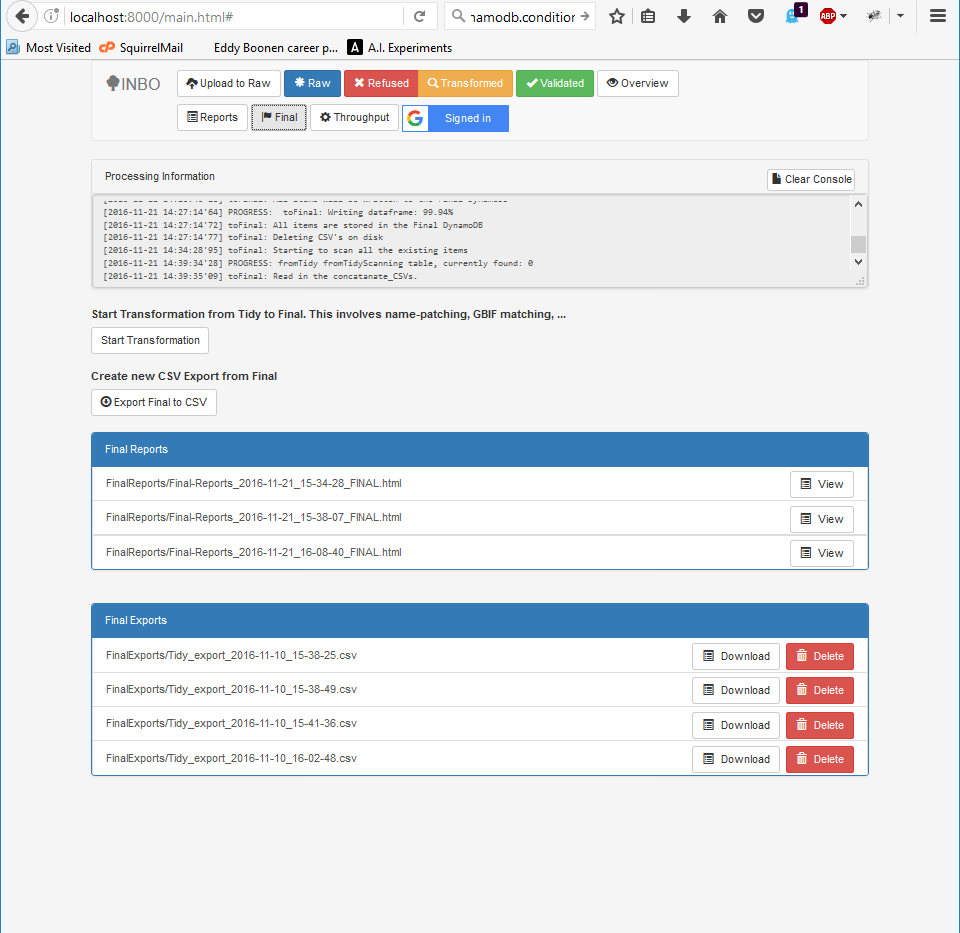 localhost:8000/main.html#
namodb.condition
1
ABP
Most Visited SquirrelMail Eddy Boonen career p... A A.I. Experiments
INBO Upload to Raw Raw Refused Transformed Validated Overview
Reports Final Throughput G Signed in
Processing Information Clear Console
[2016-11-21 14:27:14'64] PROGRESS: toFinal: Writing dataframe: 99.94%
[2016-11-21 14:27:14'72] toFinal: All items are stored in the Final DynamoDB
[2016-11-21 14:27:14'77] toFinal: Deleting CSV's on disk
[2016-11-21 14:34:28'95] toFinal: Starting to scan all the existing items
[2016-11-21 14:39:34'28] PROGRESS: fromTidy fromTidyScanning table, currently found: 0
[2016-11-21 14:39:35'09] toFinal: Read in the concatanate_CSVs.
Start Transformation from Tidy to Final. This involves name-patching, GBIF matching, ...
Start Transformation
Create new CSV Export from Final
Export Final to CSV
Final Reports
FinalReports/Final-Reports_2016-11-21_15-34-28_FINAL.html View
FinalReports/Final-Reports_2016-11-21_15-38-07_FINAL.html View
FinalReports/Final-Reports_2016-11-21_16-08-40_FINAL.html View
Final Exports
FinalExports/Tidy_export_2016-11-10_15-38-25.csv Download Delete
FinalExports/Tidy_export_2016-11-10_15-38-49.csv Download Delete
FinalExports/Tidy_export_2016-11-10_15-41-36.csv Download Delete
FinalExports/Tidy_export_2016-11-10_16-02-48.csv Download Delete